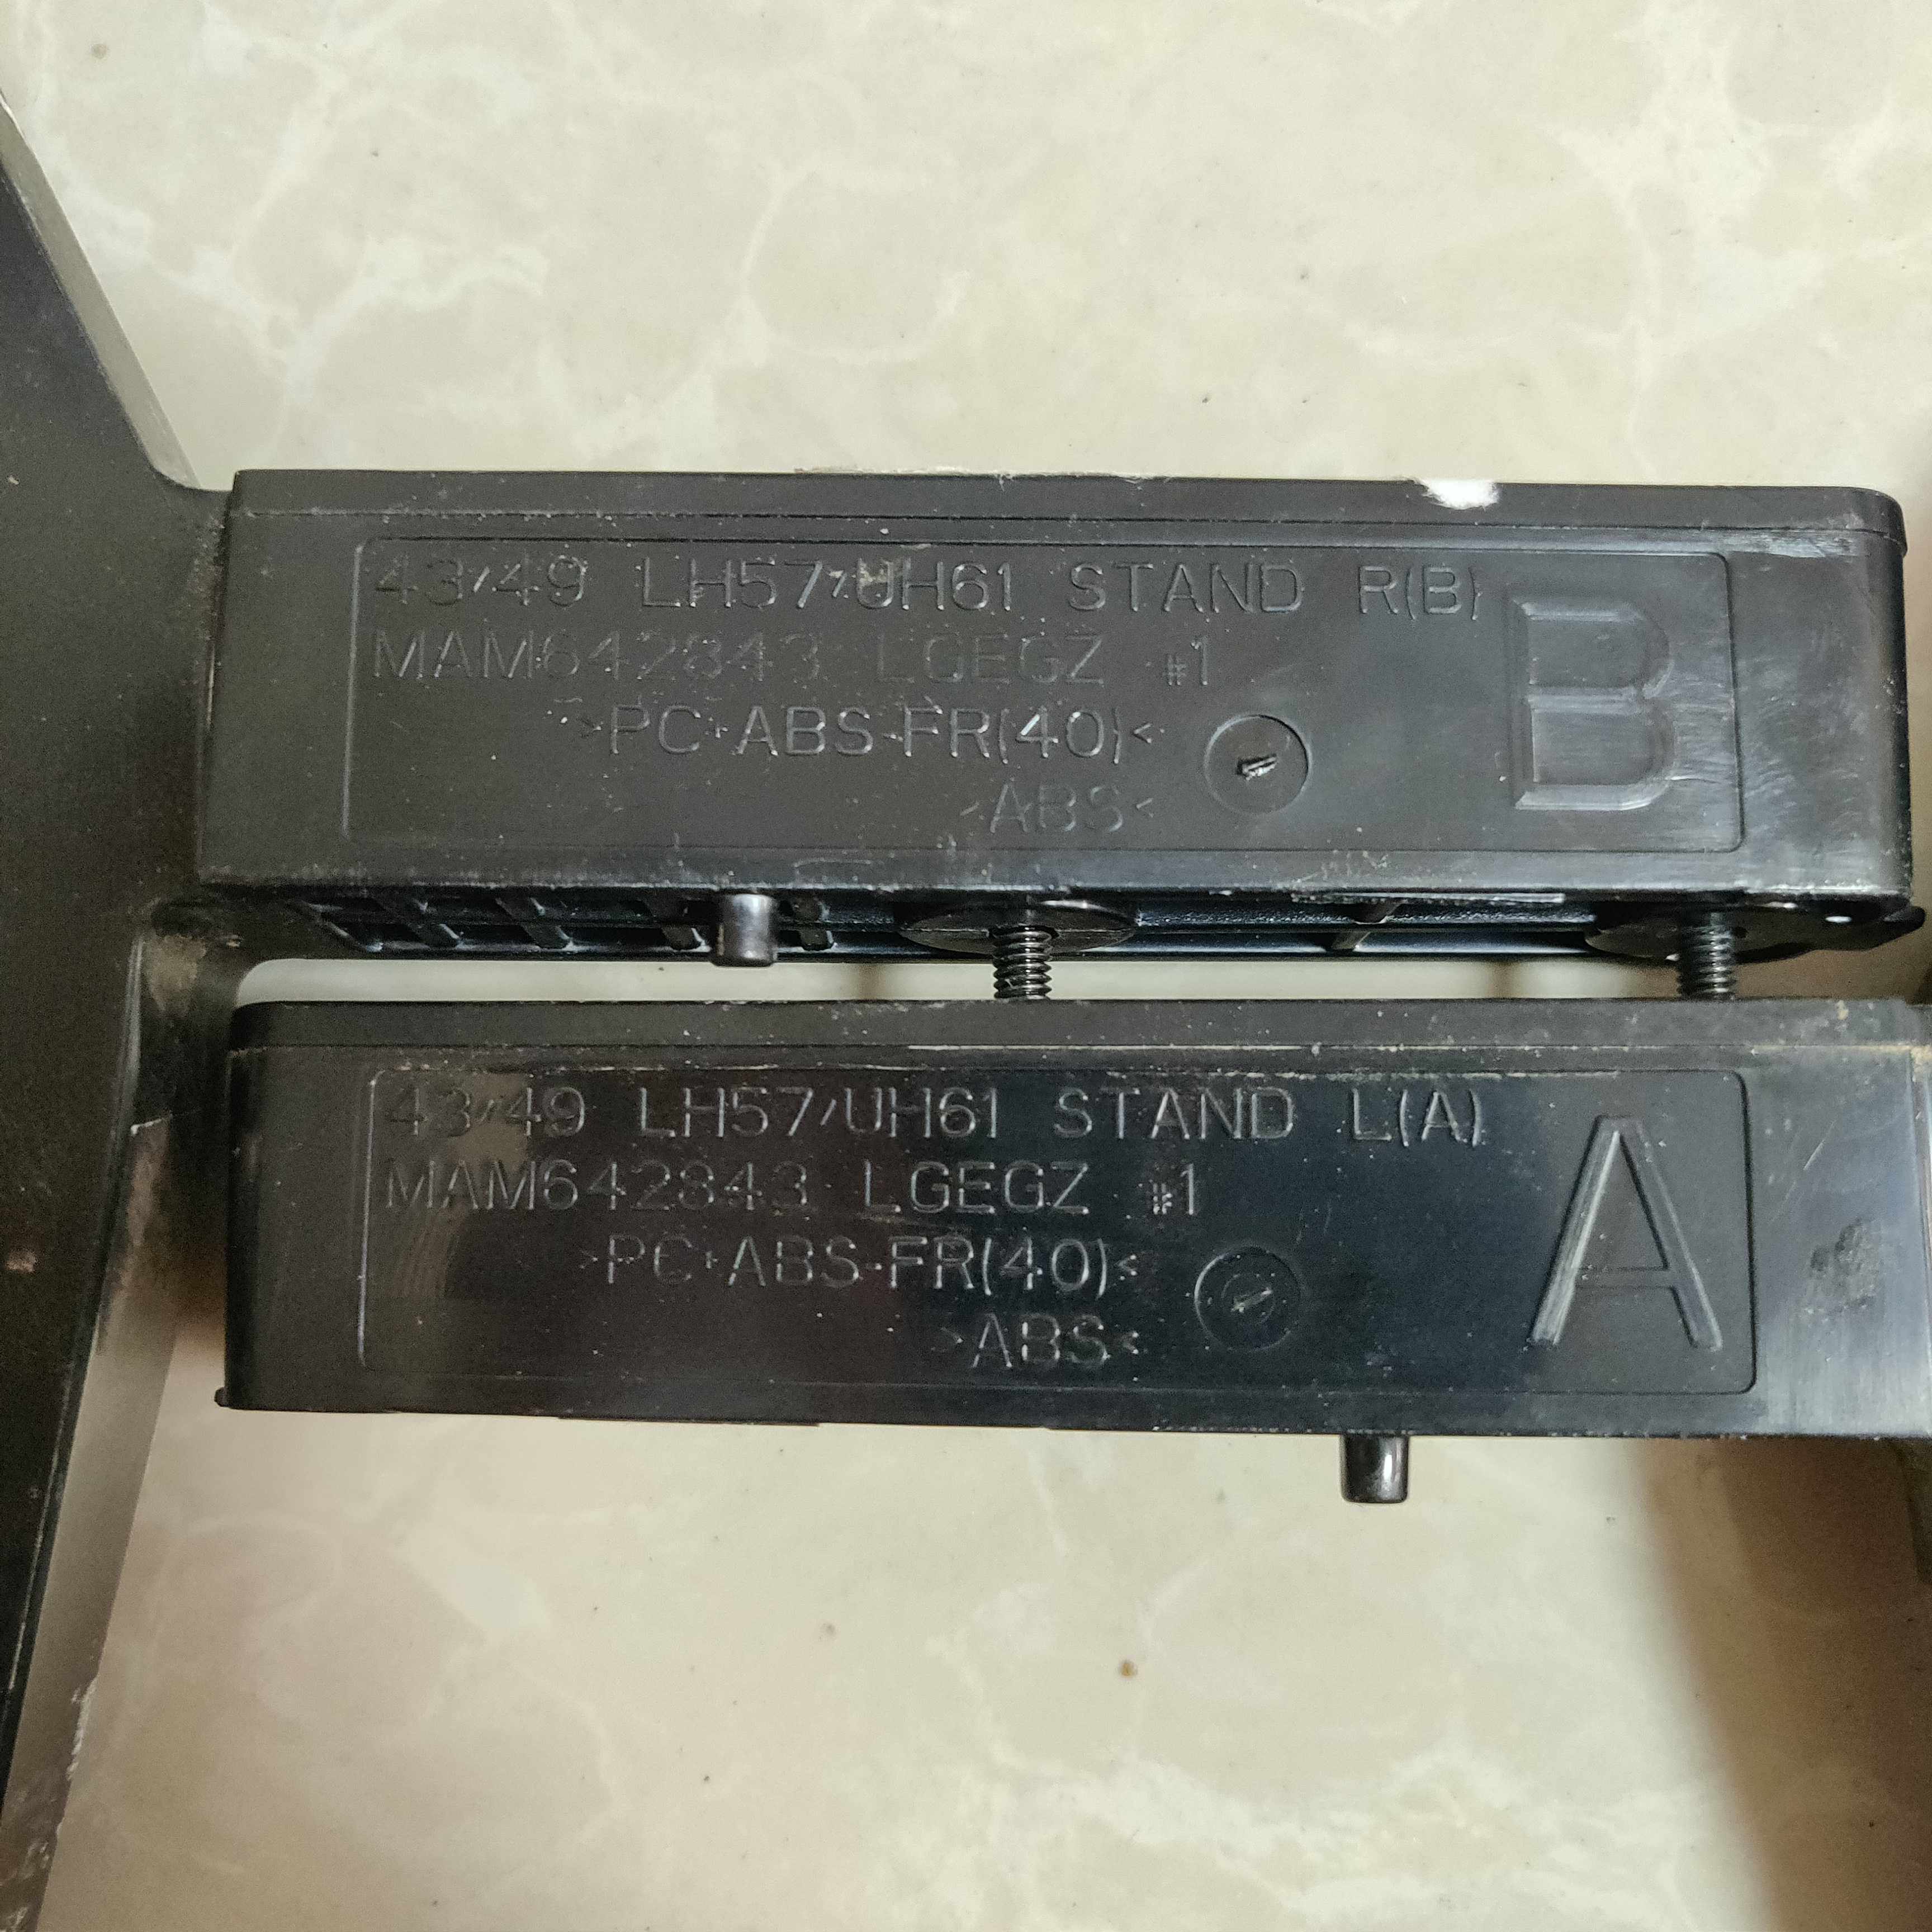 43/49 LH57/UH61 STAND R(B)
MAM642843 LGEGZ #1
>PC+ABS-FR(40)<
>ABS<
B
43/49 LH57/UH61 STAND L(A)
MAM642843 LGEGZ #1
>PC+ABS-FR(40)<
>ABS<
A